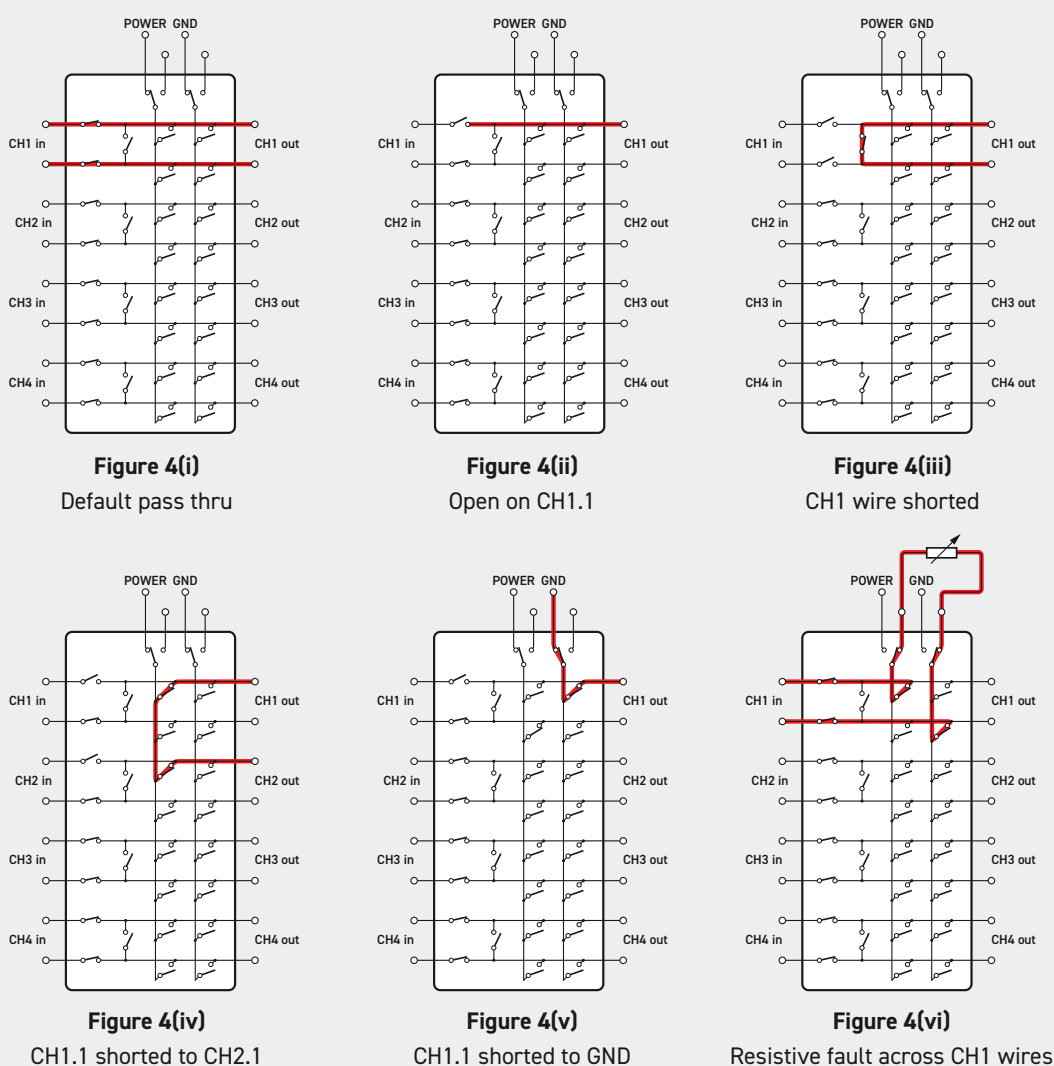 POWER GND
CH1 in
CH1 out
CH2 in
CH2 out
CH3 in
CH3 out
CH4 in
CH4 out
Figure 4(i)
Default pass thru
POWER GND
CH1 in
CH1 out
CH2 in
CH2 out
CH3 in
CH3 out
CH4 in
CH4 out
Figure 4(ii)
Open on CH1.1
POWER GND
CH1 in
CH1 out
CH2 in
CH2 out
CH3 in
CH3 out
CH4 in
CH4 out
Figure 4(iii)
CH1 wire shorted
POWER GND
CH1 in
CH1 out
CH2 in
CH2 out
CH3 in
CH3 out
CH4 in
CH4 out
Figure 4(iv)
CH1.1 shorted to CH2.1
POWER GND
CH1 in
CH1 out
CH2 in
CH2 out
CH3 in
CH3 out
CH4 in
CH4 out
Figure 4(v)
CH1.1 shorted to GND
POWER GND
CH1 in
CH1 out
CH2 in
CH2 out
CH3 in
CH3 out
CH4 in
CH4 out
Figure 4(vi)
Resistive fault across CH1 wires